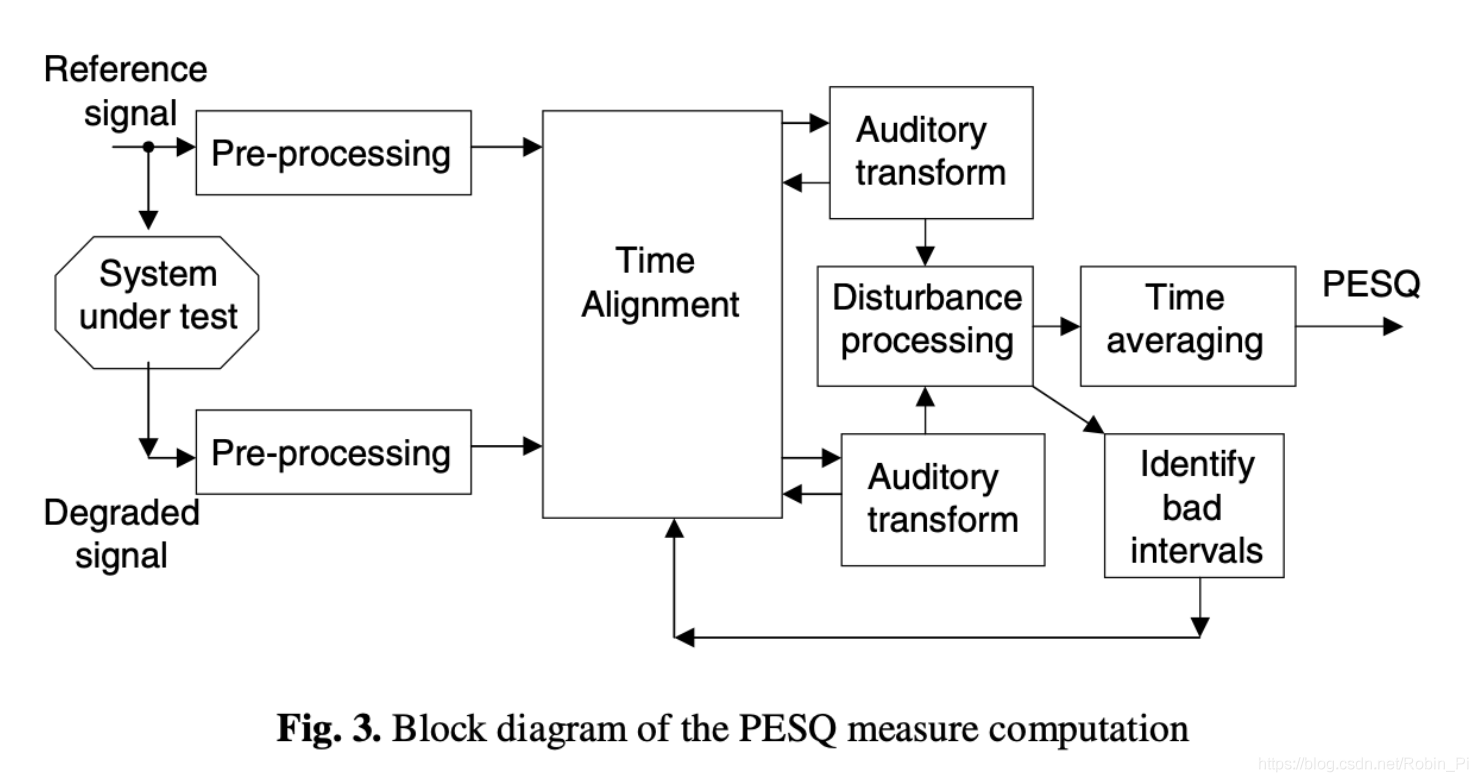 Reference
signal
Pre-processing
System
under test
Pre-processing
Degraded
signal
Time
Alignment
Auditory
transform
Disturbance
processing
Auditory
transform
Time
averaging
PESQ
Identify
bad
intervals
Fig. 3. Block diagram of the PESQ measure computation
https://blog.csdn.net/Robin_Pi